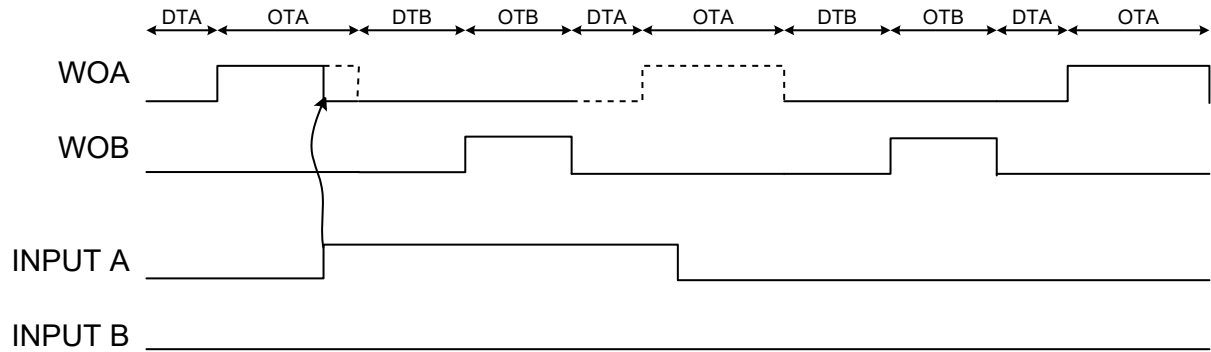 DTA OTA DTB OTB DTA OTA DTB OTB DTA OTA
WOA
WOB
INPUT A
INPUT B